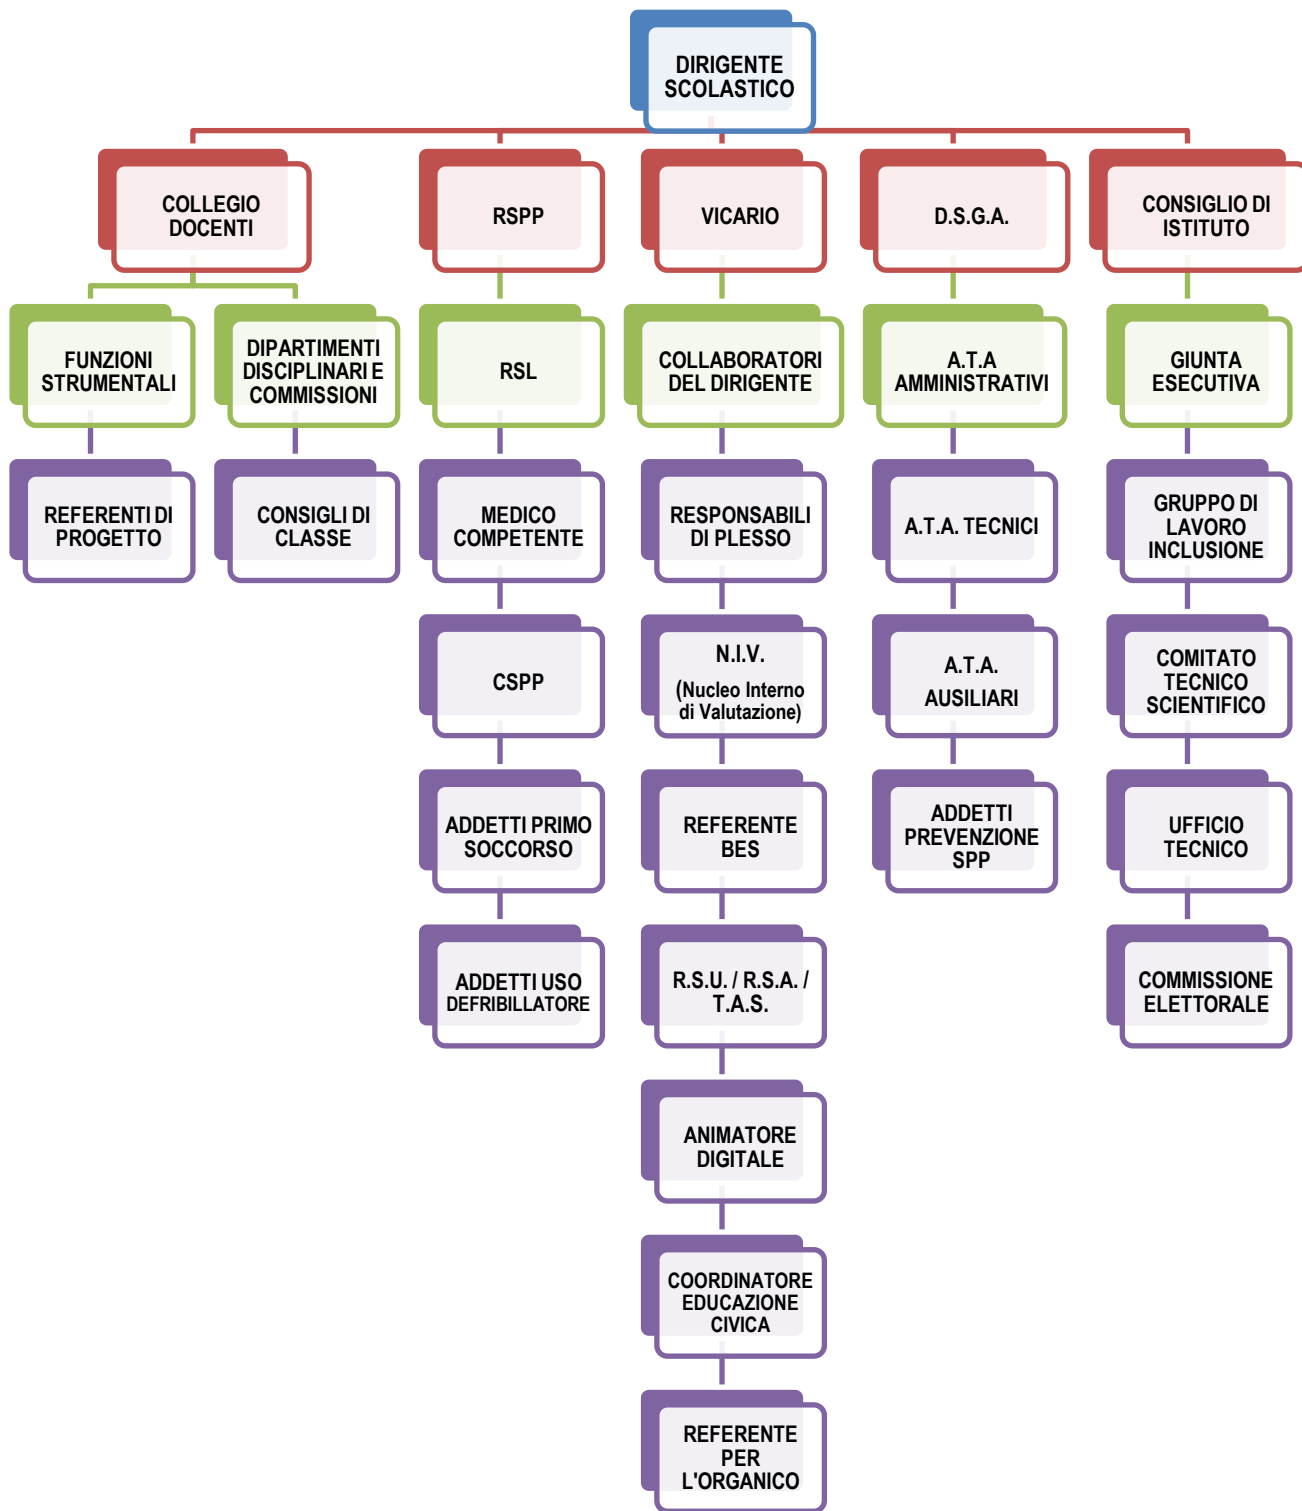 DIRIGENTE
SCOLASTICO
COLLEGIO
DOCENTI
RSPP
VICARIO
D.S.G.A.
CONSIGLIO DI
ISTITUTO
FUNZIONI
STRUMENTALI
DIPARTIMENTI
DISCIPLINARI E
COMMISSIONI
RSL
COLLABORATORI
DEL DIRIGENTE
A.T.A
AMMINISTRATIVI
GIUNTA
ESECUTIVA
REFERENTI DI
PROGETTO
CONSIGLI DI
CLASSE
MEDICO
COMPETENTE
RESPONSABILI
DI PLESSO
A.T.A. TECNICI
GRUPPO DI
LAVORO
INCLUSIONE
CSPP
N.I.V.
(Nucleo Interno
di Valutazione)
A.T.A.
AUSILIARI
COMITATO
TECNICO
SCIENTIFICO
ADDETTI PRIMO
SOCCORSO
REFERENTE
BES
ADDETTI
PREVENZIONE
SPP
UFFICIO
TECNICO
ADDETTI USO
DEFRIBILLATORE
R.S.U. / R.S.A. /
T.A.S.
COMMISSIONE
ELETTORALE
ANIMATORE
DIGITALE
COORDINATORE
EDUCAZIONE
CIVICA
REFERENTE
PER
L'ORGANICO